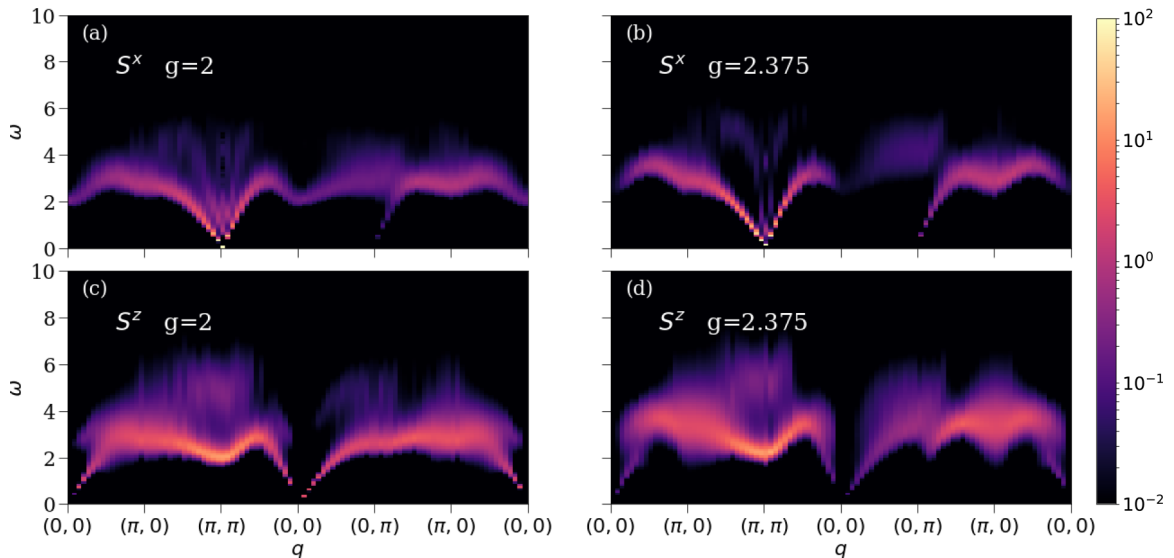 (a)
S^x g=2
(b)
S^x g=2.375
10
8
6
4
2
0
ω
10^2
10^1
10^0
10^-1
10^-2
(c)
S^z g=2
(d)
S^z g=2.375
10
8
6
4
2
0
ω
(0, 0) (π, 0) (π, π) (0, 0) (0, π) (π, 0) (0, 0)
q
(0, 0) (π, 0) (π, π) (0, 0) (0, π) (π, 0) (0, 0)
q